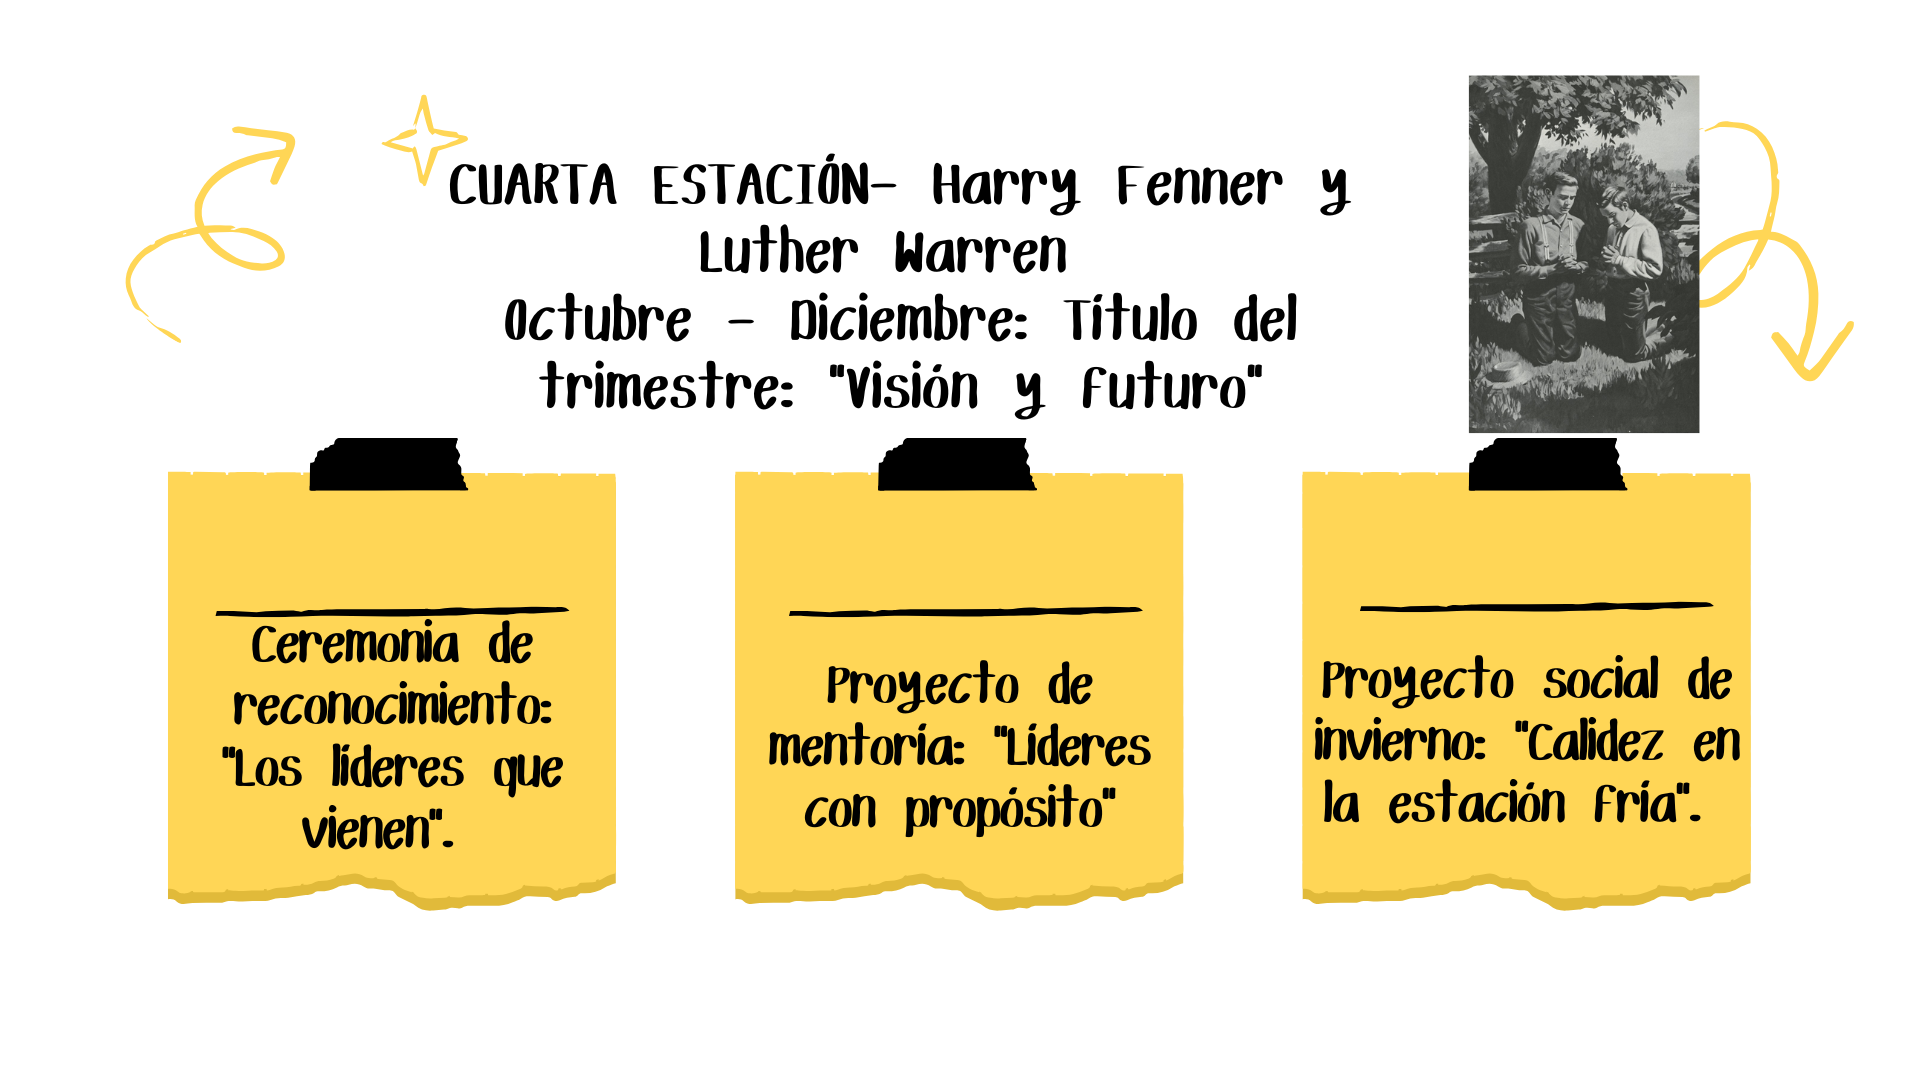 CUARTA ESTACIÓN- Harry Fenner y
Luther Warren
Octubre - Diciembre: Título del
trimestre: "Visión y futuro"
Ceremonia de
reconocimiento:
"Los líderes que
vienen".
Proyecto de
mentoría: "Líderes
con propósito"
Proyecto social de
invierno: "Calidez en
la estación fría".